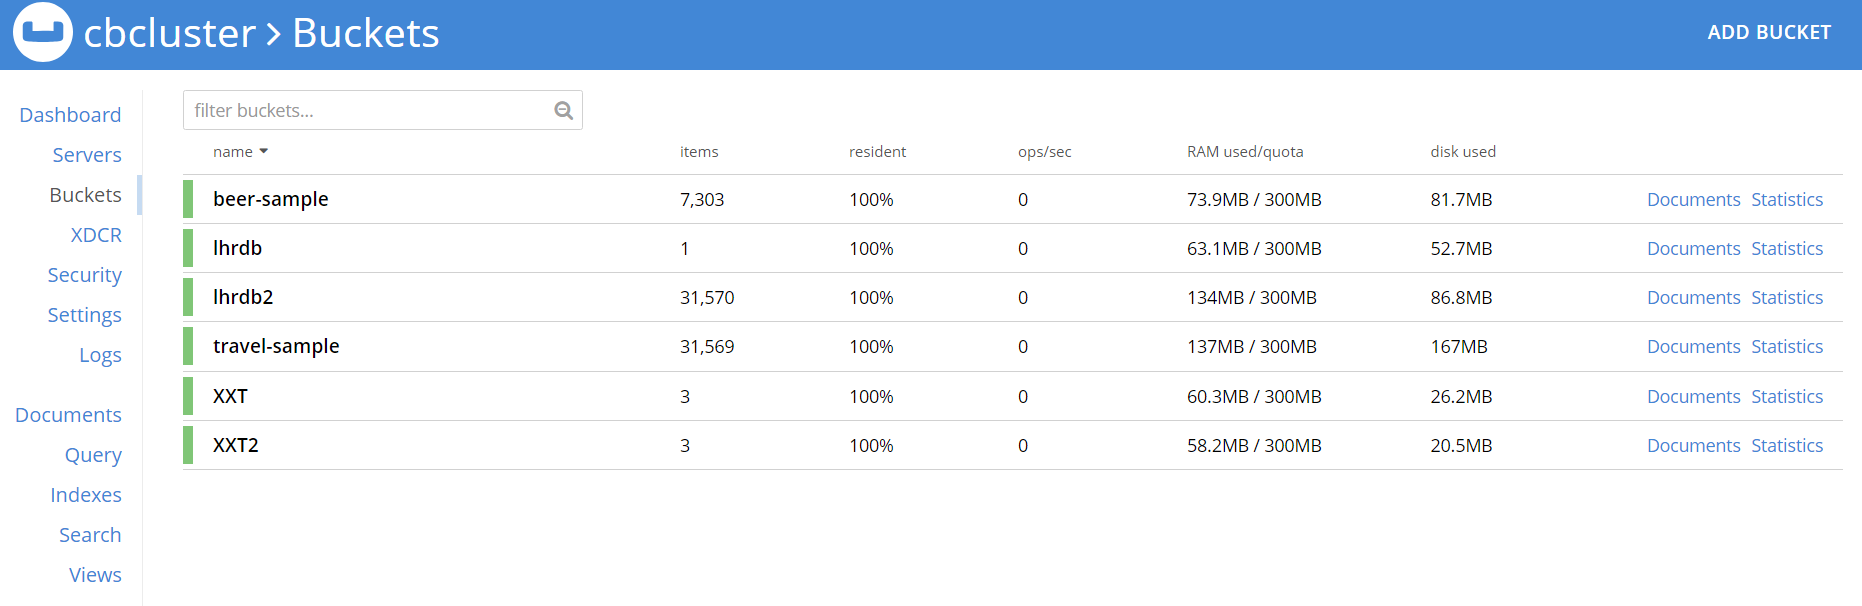 cbcluster > Buckets
ADD BUCKET
Dashboard
Servers
Buckets
XDCR
Security
Settings
Logs
Documents
Query
Indexes
Search
Views
filter buckets...
name items resident ops/sec RAM used/quota disk used
beer-sample 7,303 100% 0 73.9MB / 300MB 81.7MB Documents Statistics
lhrdb 1 100% 0 63.1MB / 300MB 52.7MB Documents Statistics
lhrdb2 31,570 100% 0 134MB / 300MB 86.8MB Documents Statistics
travel-sample 31,569 100% 0 137MB / 300MB 167MB Documents Statistics
XXT 3 100% 0 60.3MB / 300MB 26.2MB Documents Statistics
XXT2 3 100% 0 58.2MB / 300MB 20.5MB Documents Statistics